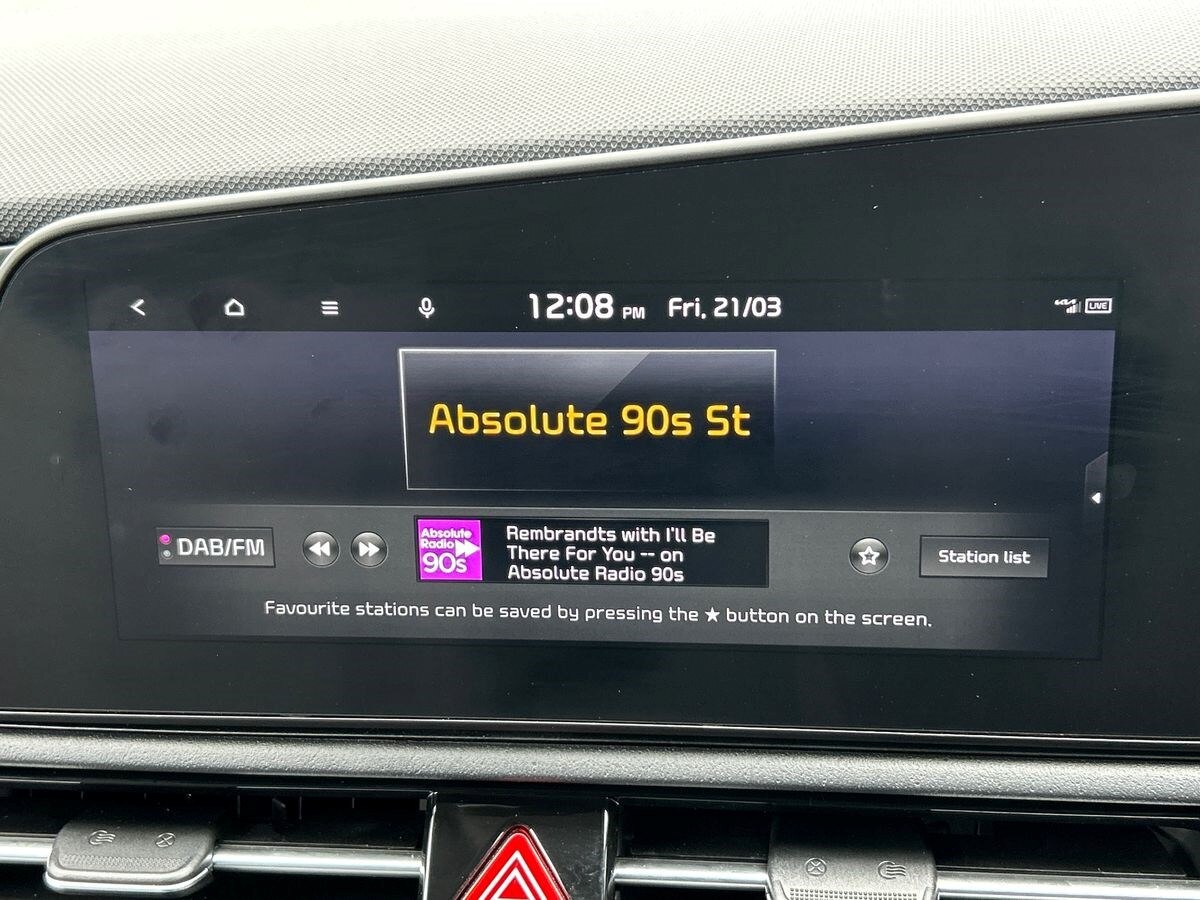 12:08 PM Fri, 21/03
KIA LIVE
Absolute 90s St
DAB/FM
Absolute
Radio
90s
Rembrandts with I'll Be
There For You -- on
Absolute Radio 90s
Station list
Favourite stations can be saved by pressing the ★ button on the screen.